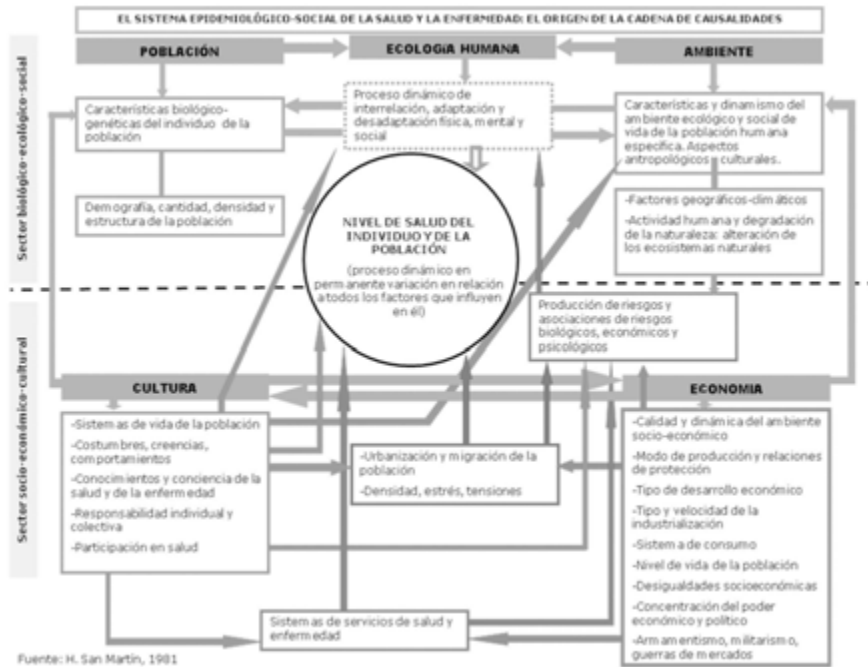 EL SISTEMA EPIDEMIOLÓGICO-SOCIAL DE LA SALUD Y LA ENFERMEDAD: EL ORIGEN DE LA CADENA DE CAUSALIDADES
POBLACIÓN
ECOLOGÍA HUMANA
AMBIENTE
Sector biológico-ecológico-social
Características biológico-
genéticas del individuo de la
población
Proceso dinámico de
interrelación, adaptación y
desadaptación física, mental y
social
Características y dinamismo del
ambiente ecológico y social de
vida de la población humana
específica. Aspectos
antropológicos culturales.
Demografía, cantidad, densidad y
estructura de la población
NIVEL DE SALUD DEL
INDIVIDUO Y DE LA
POBLACIÓN
(proceso dinámico en
permanente variación en relación
a todos los factores que influyen
en él)
-Factores geográficos-climáticos
-Actividad humana y degradación
de la naturaleza: alteración de
los ecosistemas naturales
Producción de riesgos y
asociaciones de riesgos
biológicos, económicos y
psicológicos
Sector socio-económico-cultural
CULTURA
ECONOMIA
-Sistemas de vida de la población
-Costumbres, creencias,
comportamientos
-Conocimientos y conciencia de la
salud y de la enfermedad
-Responsabilidad individual y
colectiva
-Participación en salud
-Urbanización y migración de la
población
-Densidad, estrés, tensiones
-Calidad y dinámica del ambiente
socio-económico
-Modo de producción y relaciones
de protección
-Tipo de desarrollo económico
-Tipo y velocidad de la
industrialización
-Sistema de consumo
-Nivel de vida de la población
-Desigualdades socioeconómicas
-Concentración del poder
económico y político
-Armamentismo, militarismo,
guerras de mercados
Sistemas de servicios de salud y
enfermedad
Fuente: H. San Martín, 1981